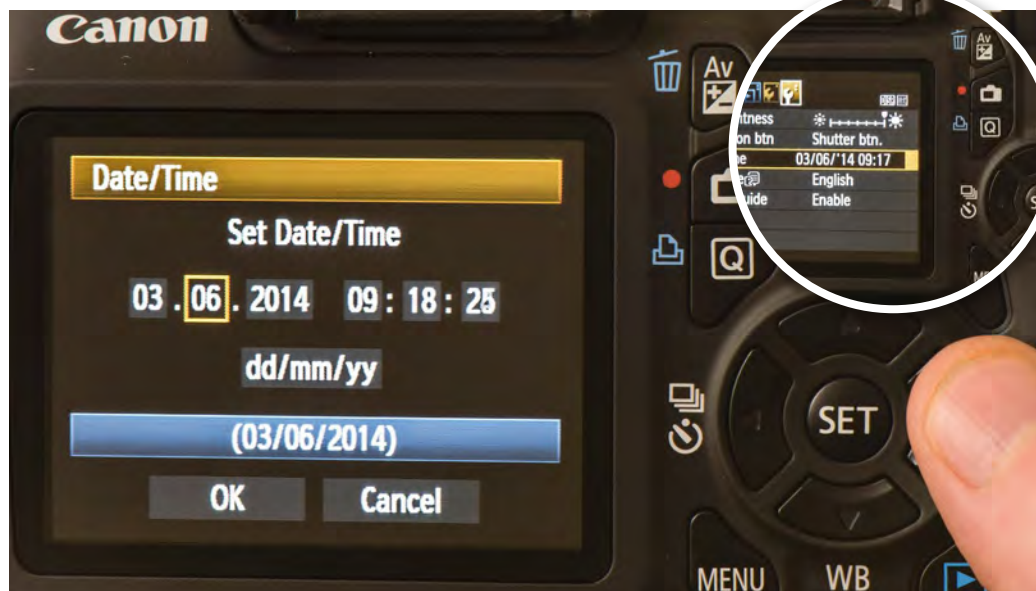 Canon
Date/Time
Set Date/Time
03 . 06 . 2014 09 : 18 : 25
dd/mm/yy
(03/06/2014)
OK Cancel
Av
Q
SET
MENU WB
Av
Shutter btn.
03/06/'14 09:17
English
Enable
Q